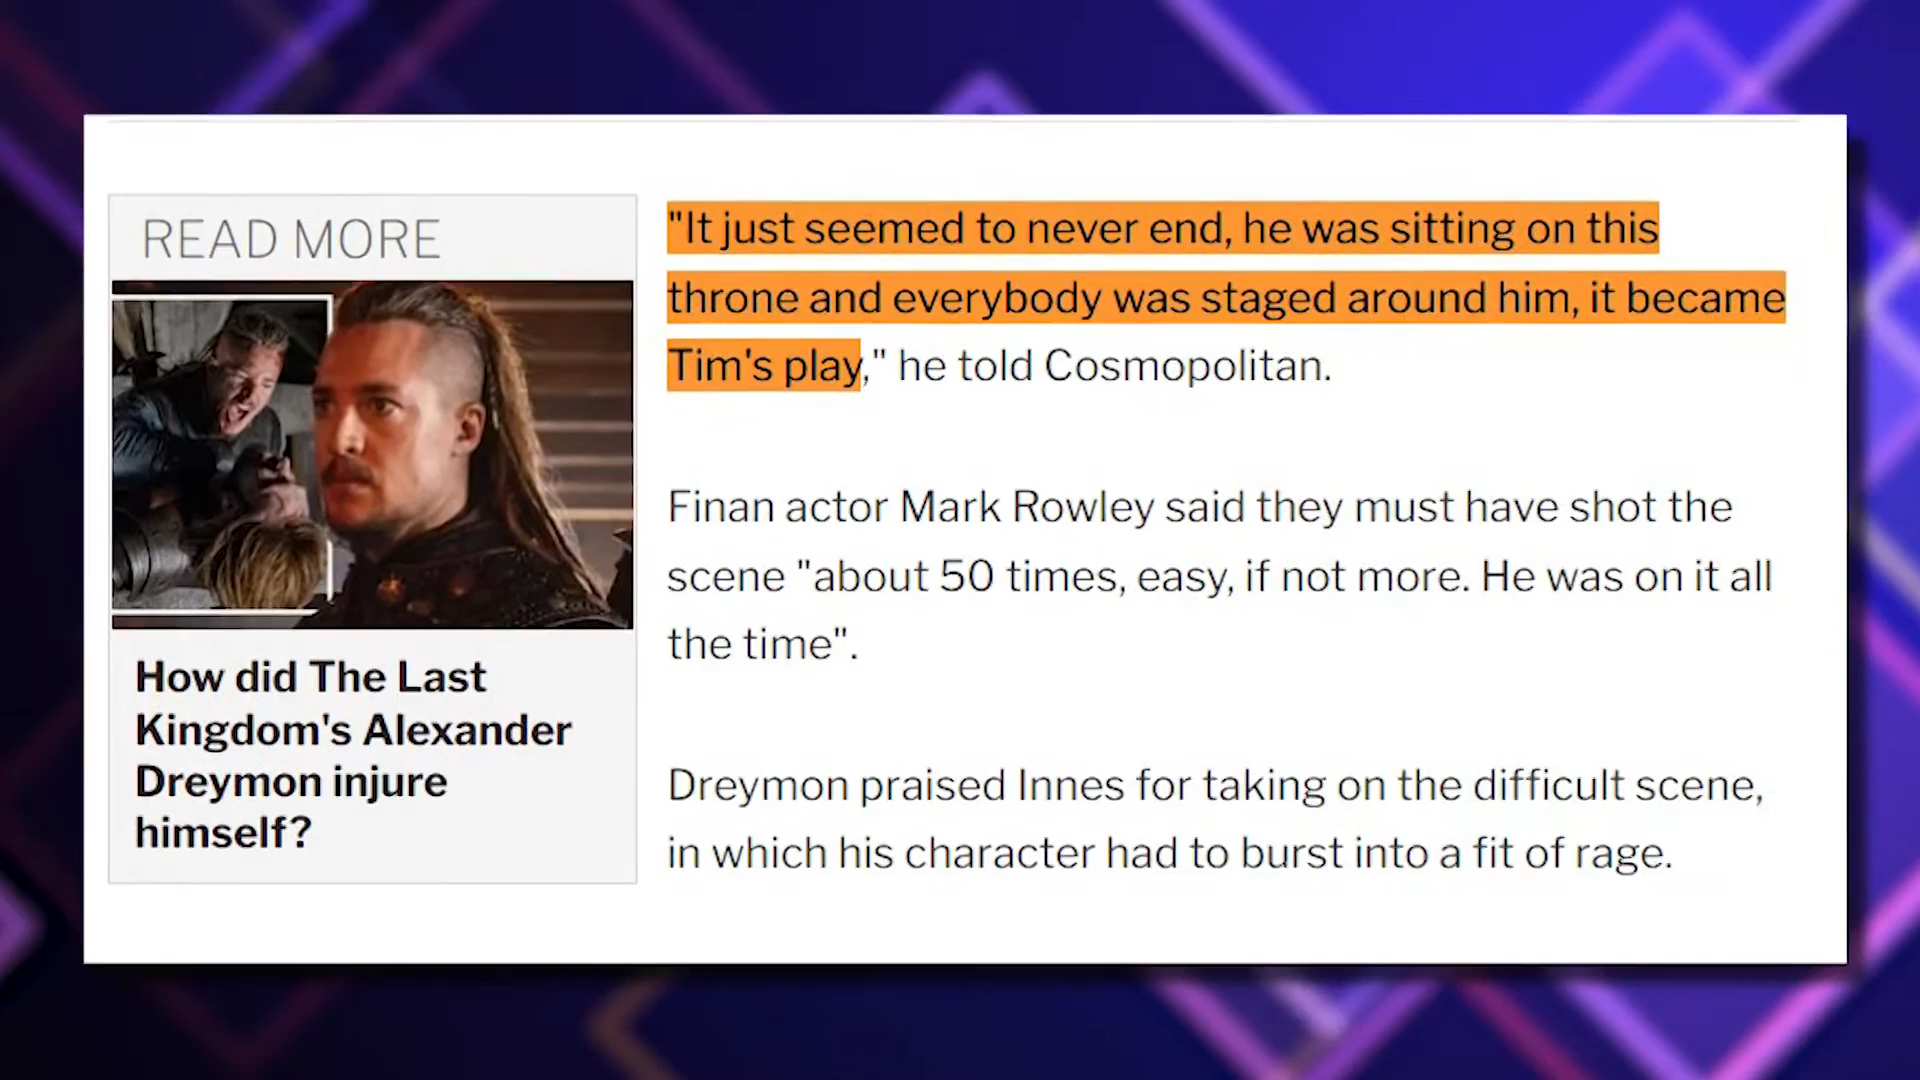 READ MORE
How did The Last
Kingdom's Alexander
Dreymon injure
himself?
"It just seemed to never end, he was sitting on this
throne and everybody was staged around him, it became
Tim's play," he told Cosmopolitan.
Finan actor Mark Rowley said they must have shot the
scene "about 50 times, easy, if not more. He was on it all
the time".
Dreymon praised Innes for taking on the difficult scene,
in which his character had to burst into a fit of rage.